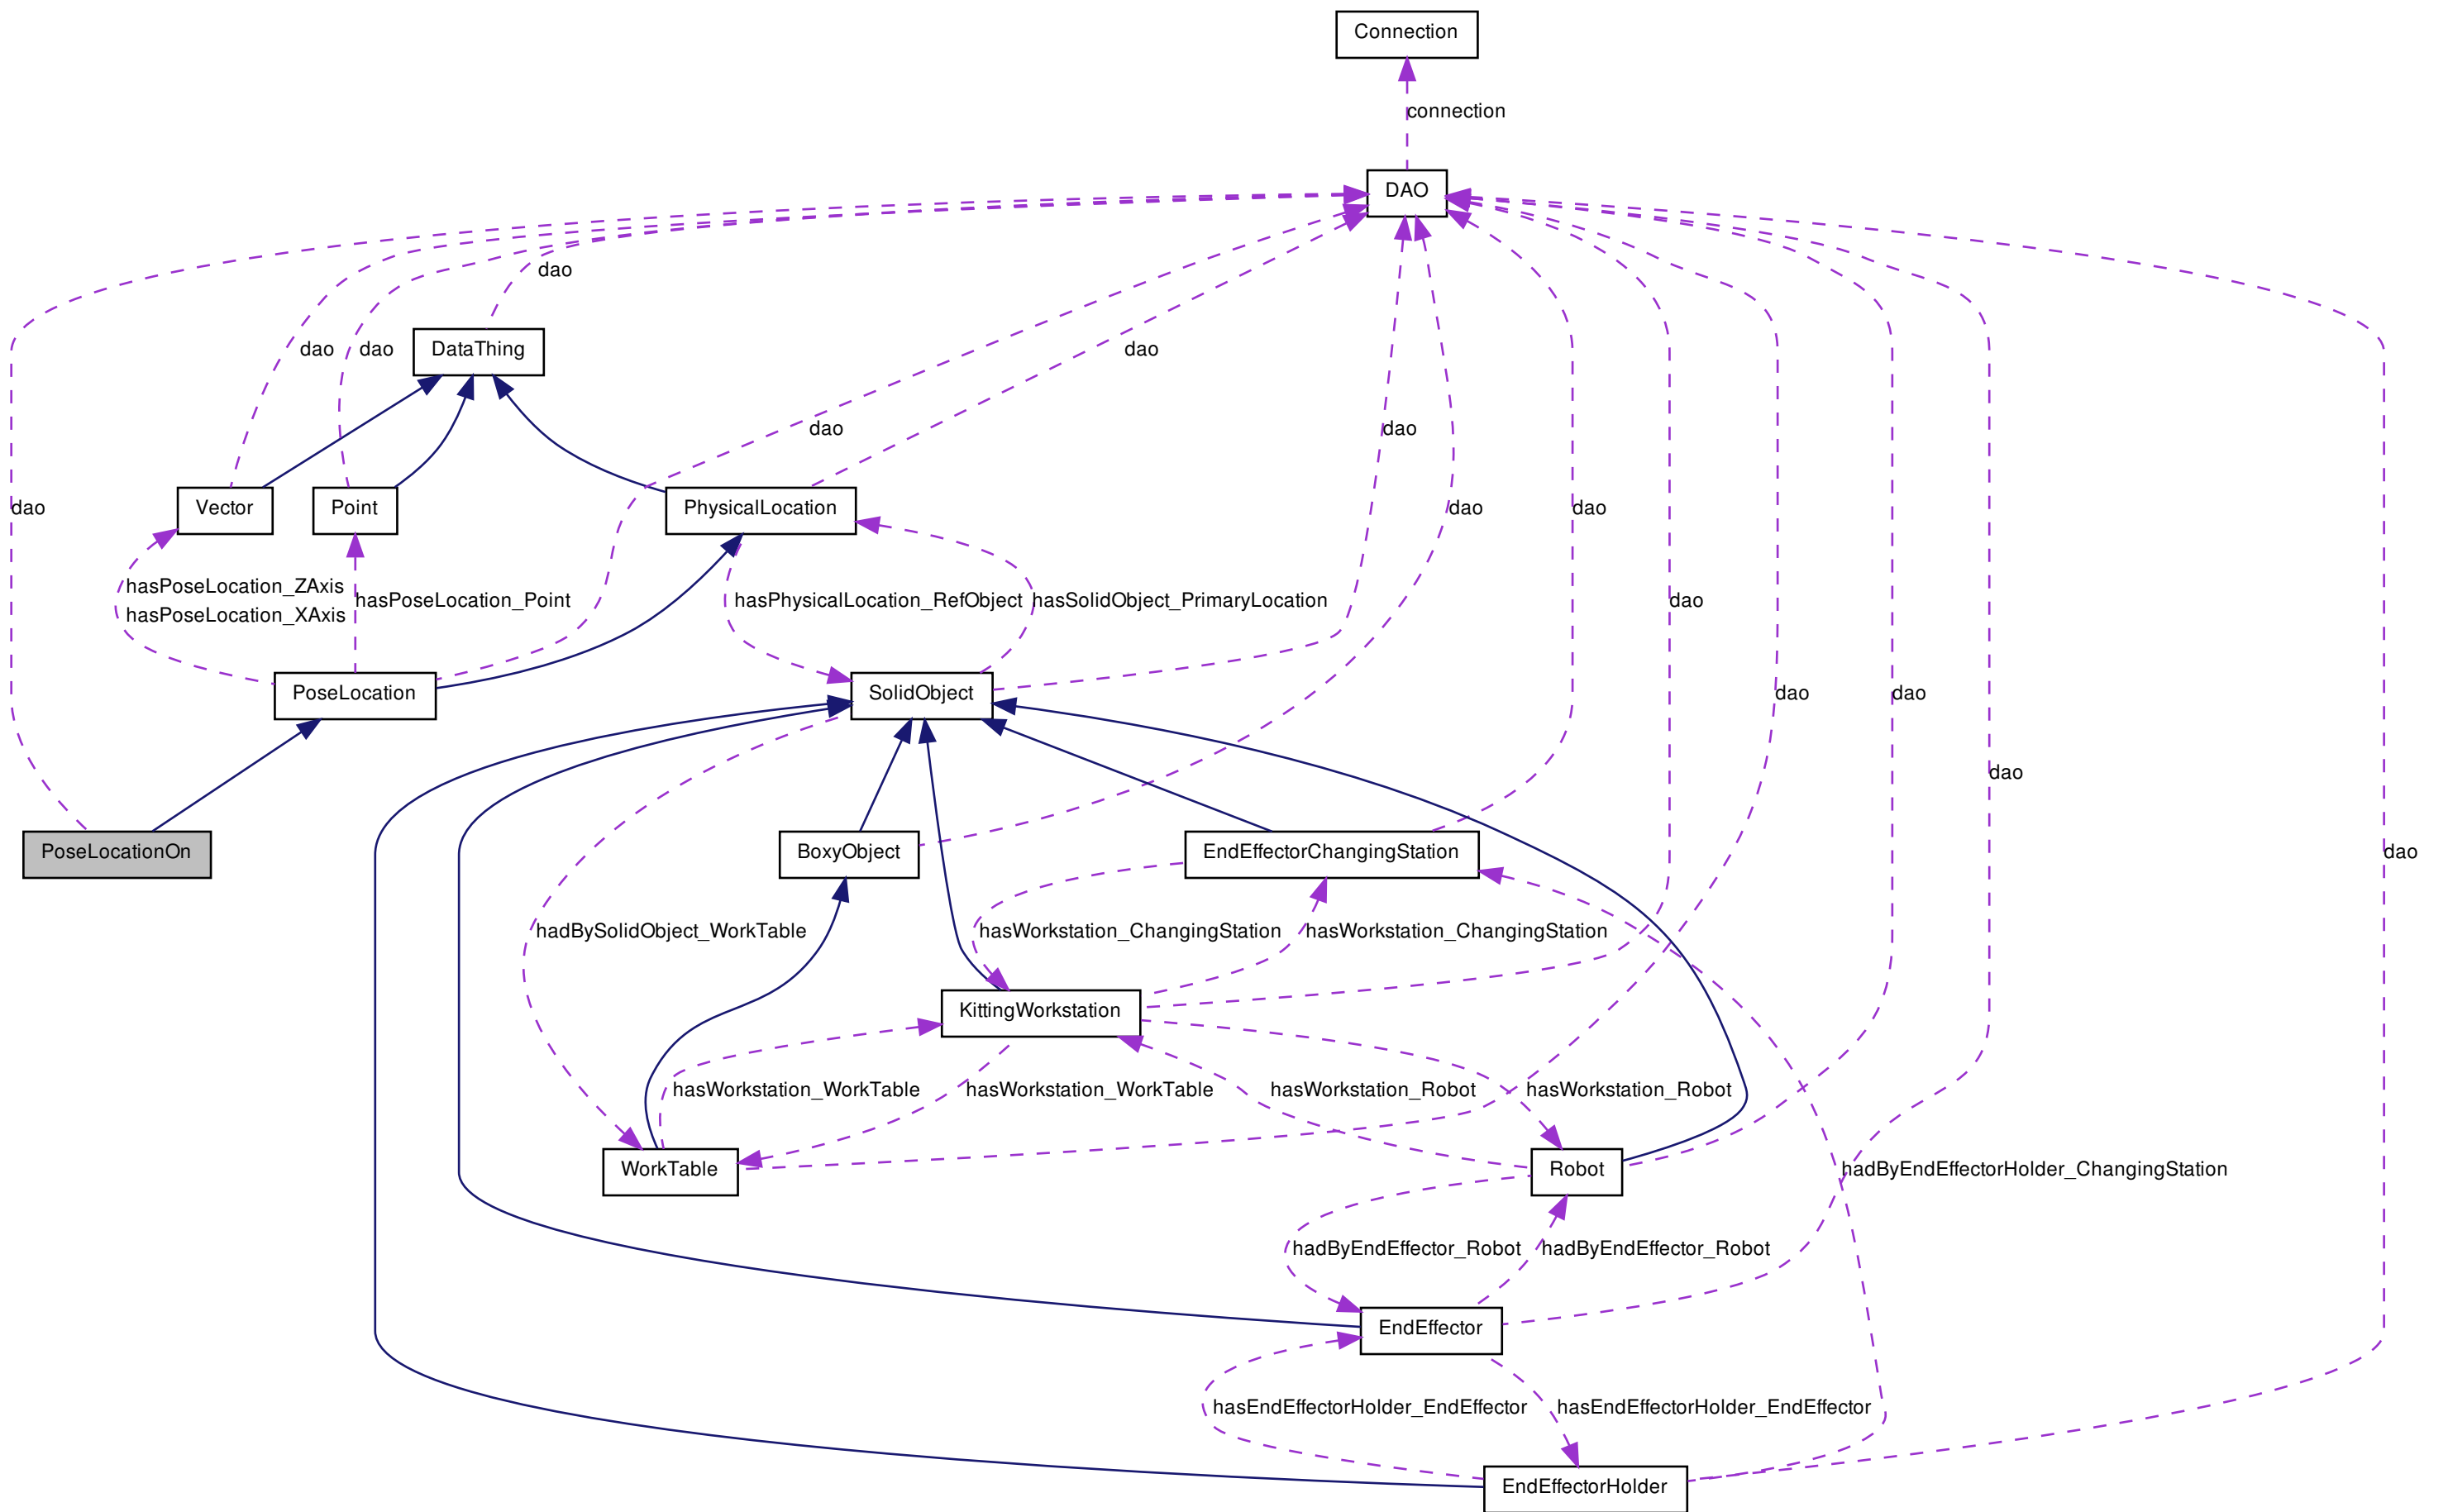 Connection
connection
DAO
dao
DataThing
dao
dao
dao
dao
dao
Vector
Point
PhysicalLocation
dao
dao
dao
hasPoseLocation_ZAxis
hasPoseLocation_XAxis
hasPoseLocation_Point
hasPhysicalLocation_RefObject
hasSolidObject_PrimaryLocation
dao
PoseLocation
SolidObject
dao
dao
dao
PoseLocationOn
BoxyObject
EndEffectorChangingStation
dao
hadBySolidObject_WorkTable
hasWorkstation_ChangingStation
hasWorkstation_ChangingStation
KittingWorkstation
hasWorkstation_WorkTable
hasWorkstation_WorkTable
hasWorkstation_Robot
hasWorkstation_Robot
WorkTable
Robot
hadByEndEffectorHolder_ChangingStation
hadByEndEffector_Robot
hadByEndEffector_Robot
EndEffector
hasEndEffectorHolder_EndEffector
hasEndEffectorHolder_EndEffector
EndEffectorHolder